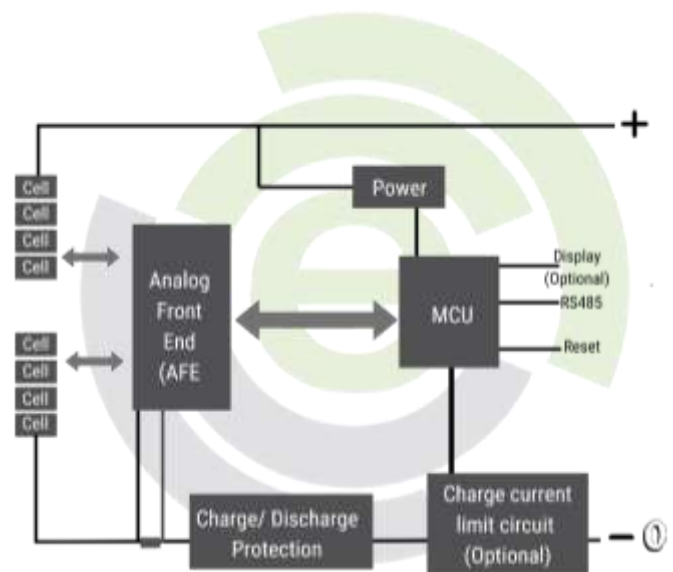 +
Cell
Cell
Cell
Cell
Power
Analog
Front
End
(AFE
MCU
Display
(Optional)
RS485
Reset
Cell
Cell
Cell
Cell
Charge/ Discharge
Protection
Charge current
limit circuit
(Optional)
-